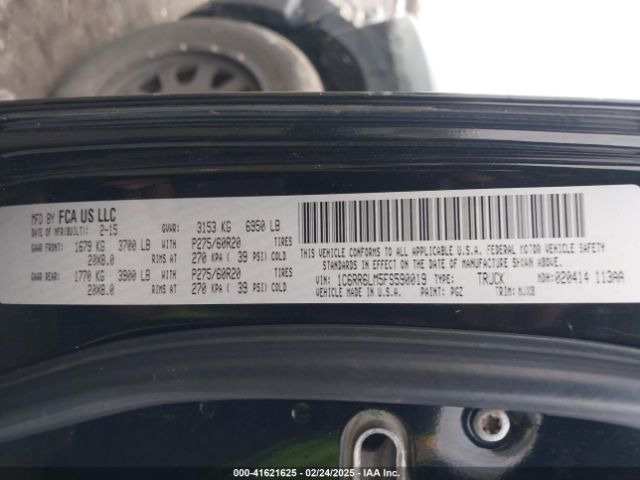 MFD BY FCA US LLC
DATE OF MFR(BUILT): 2-15 GVWR: 3153 KG 6950 LB
GAWR FRONT: 1679 KG 3700 LB WITH P275/60R20 TIRES
20X8.0 RIMS AT 270 KPA ( 39 PSI) COLD
GAWR REAR: 1770 KG 3900 LB WITH P275/60R20 TIRES
20X8.0 RIMS AT 270 KPA ( 39 PSI) COLD
THIS VEHICLE CONFORMS TO ALL APPLICABLE U.S.A. FEDERAL MOTOR VEHICLE SAFETY
STANDARDS IN EFFECT ON THE DATE OF MANUFACTURE SHOWN ABOVE.
VIN: 1C6RR6LM5FS590019 TYPE: TRUCK MDH:020414 113AA
VEHICLE MADE IN U.S.A. PAINT: PGZ TRIM:
000-41621625 - 02/24/2025 - IAA Inc.